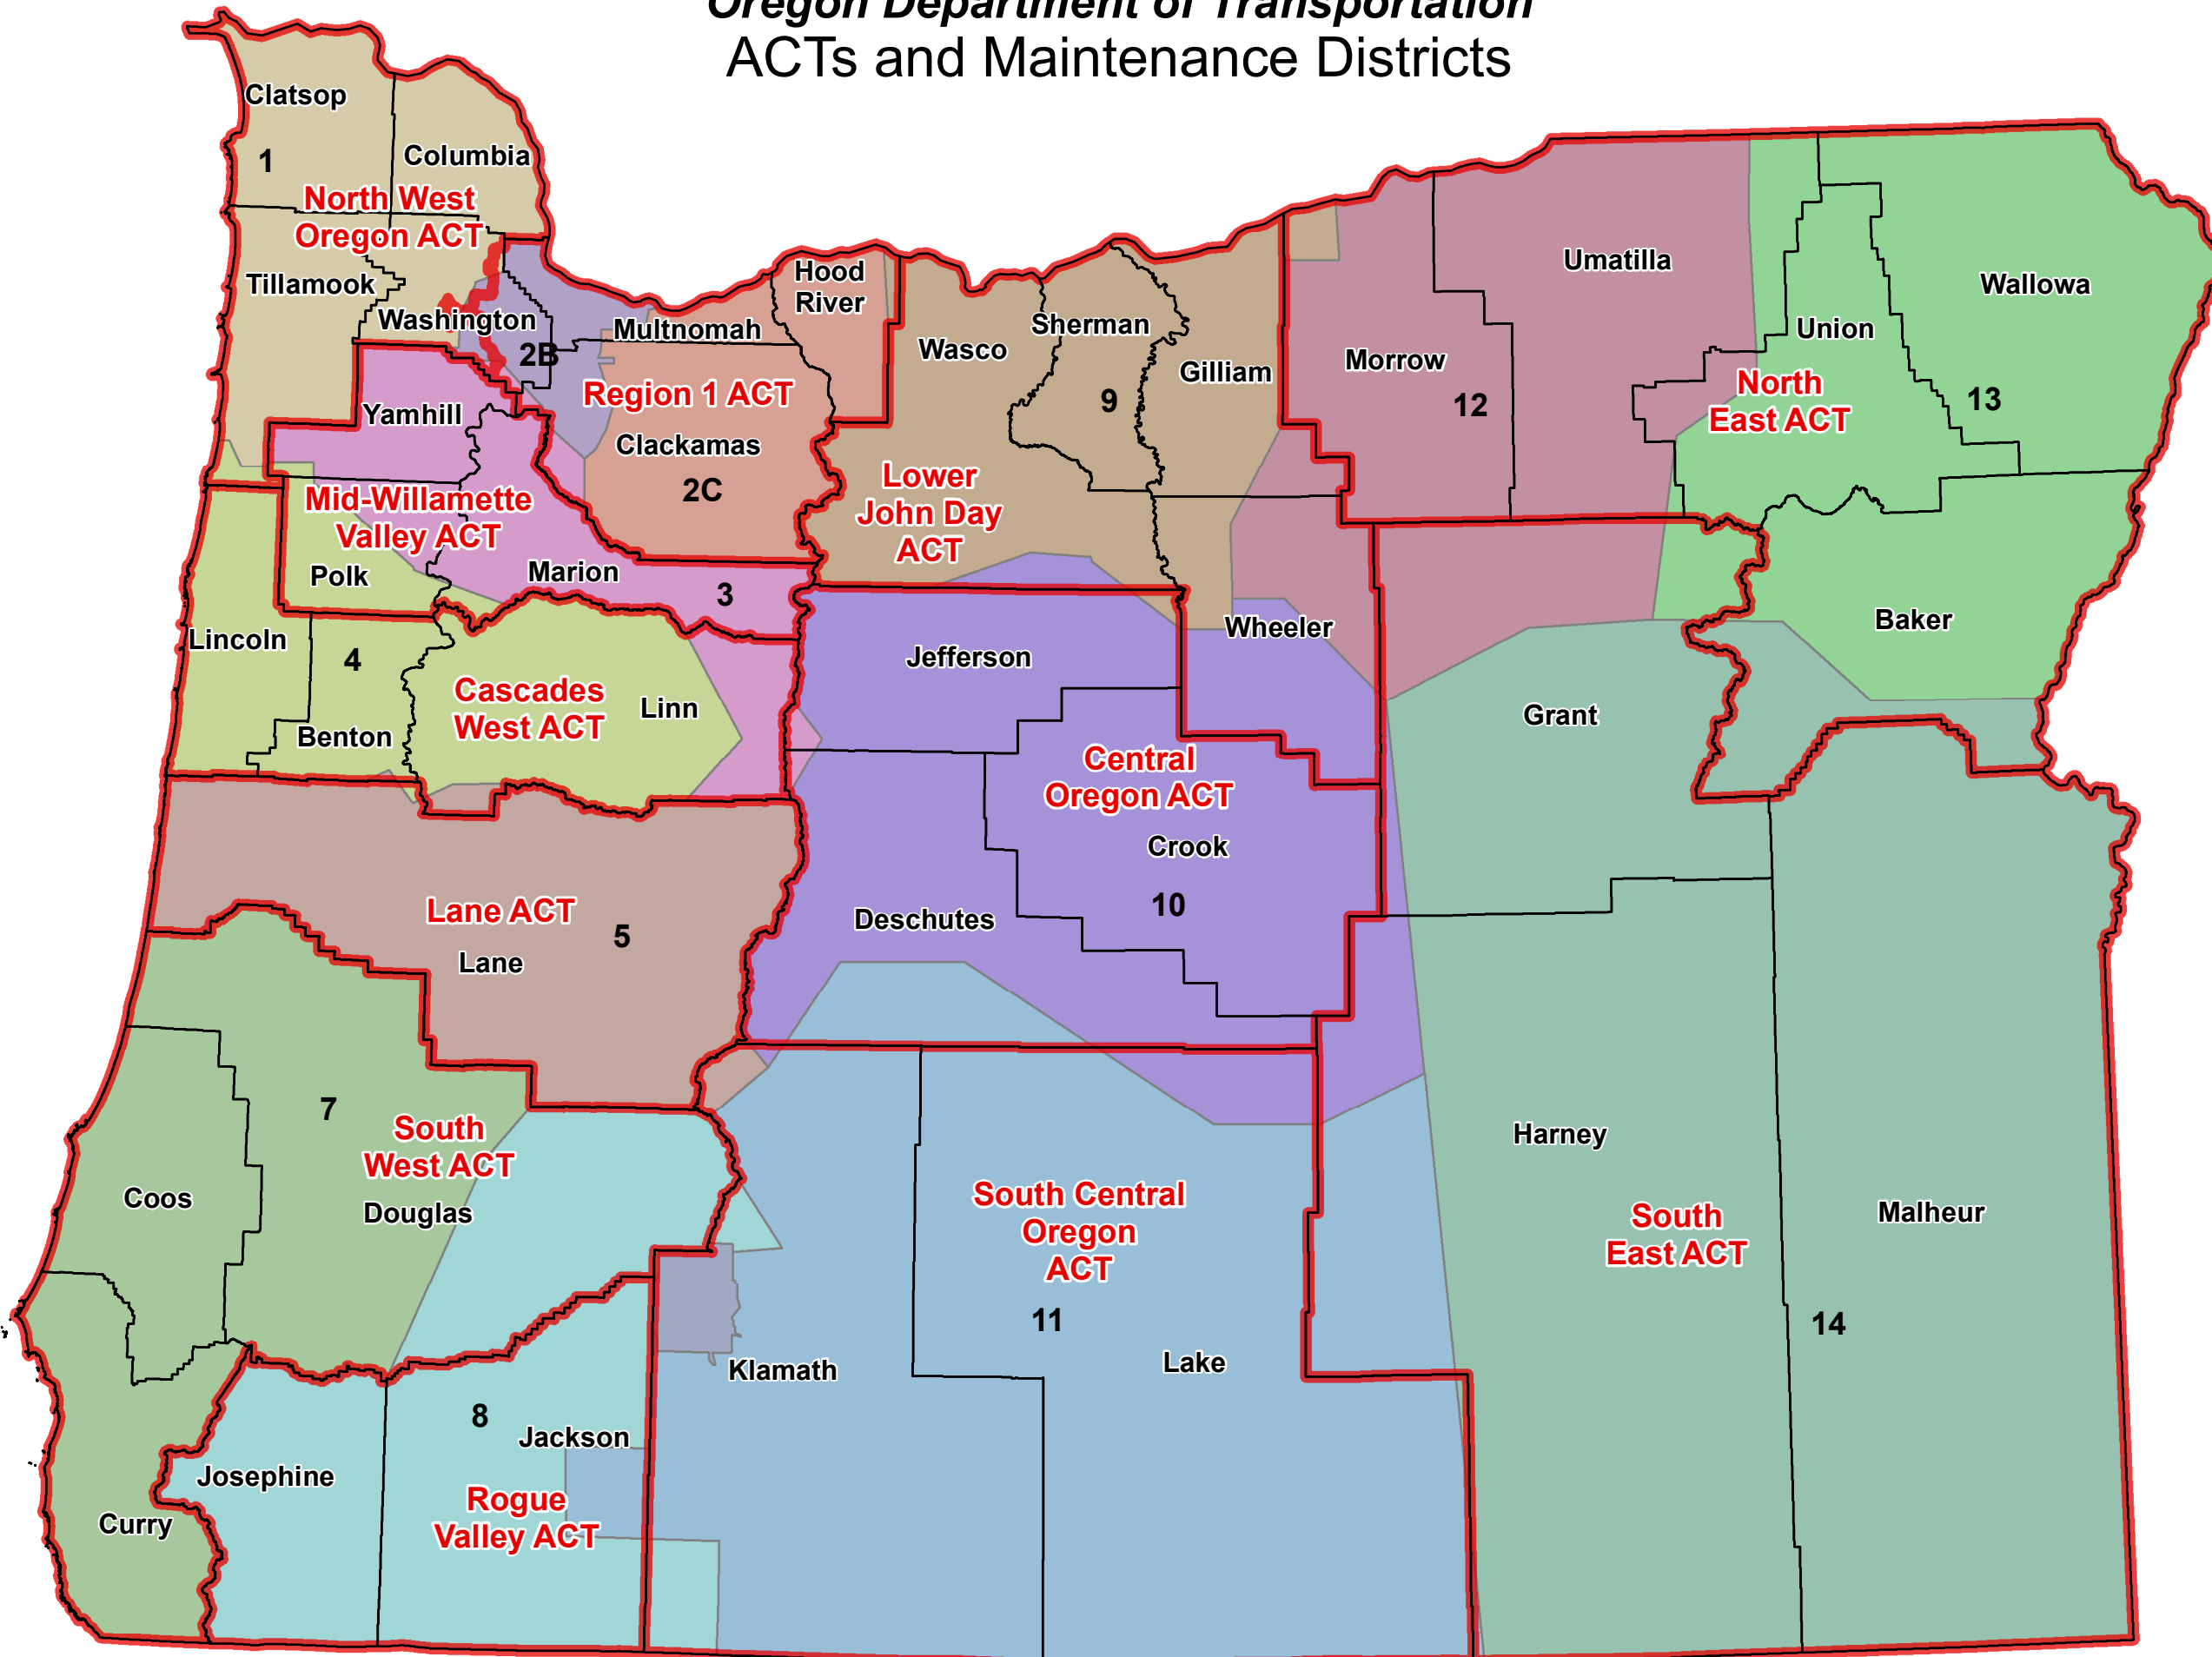 Oregon Department of Transportation
ACTs and Maintenance Districts
Clatsop
1
Columbia
North West
Oregon ACT
Tillamook
Washington
2B
Multnomah
Hood
River
Region 1 ACT
Clackamas
2C
Yamhill
Mid-Willamette
Valley ACT
Polk
Marion
3
Wasco
Sherman
9
Gilliam
Lower
John Day
ACT
Morrow
12
Umatilla
Union
Wallowa
North
East ACT
13
Baker
Lincoln
4
Benton
Cascades
West ACT
Linn
Jefferson
Wheeler
Grant
Central
Oregon ACT
Crook
10
Deschutes
Lane ACT
5
Lane
7
South
West ACT
Coos
Douglas
South Central
Oregon
ACT
11
Klamath
Lake
Harney
South
East ACT
Malheur
14
8
Jackson
Josephine
Rogue
Valley ACT
Curry